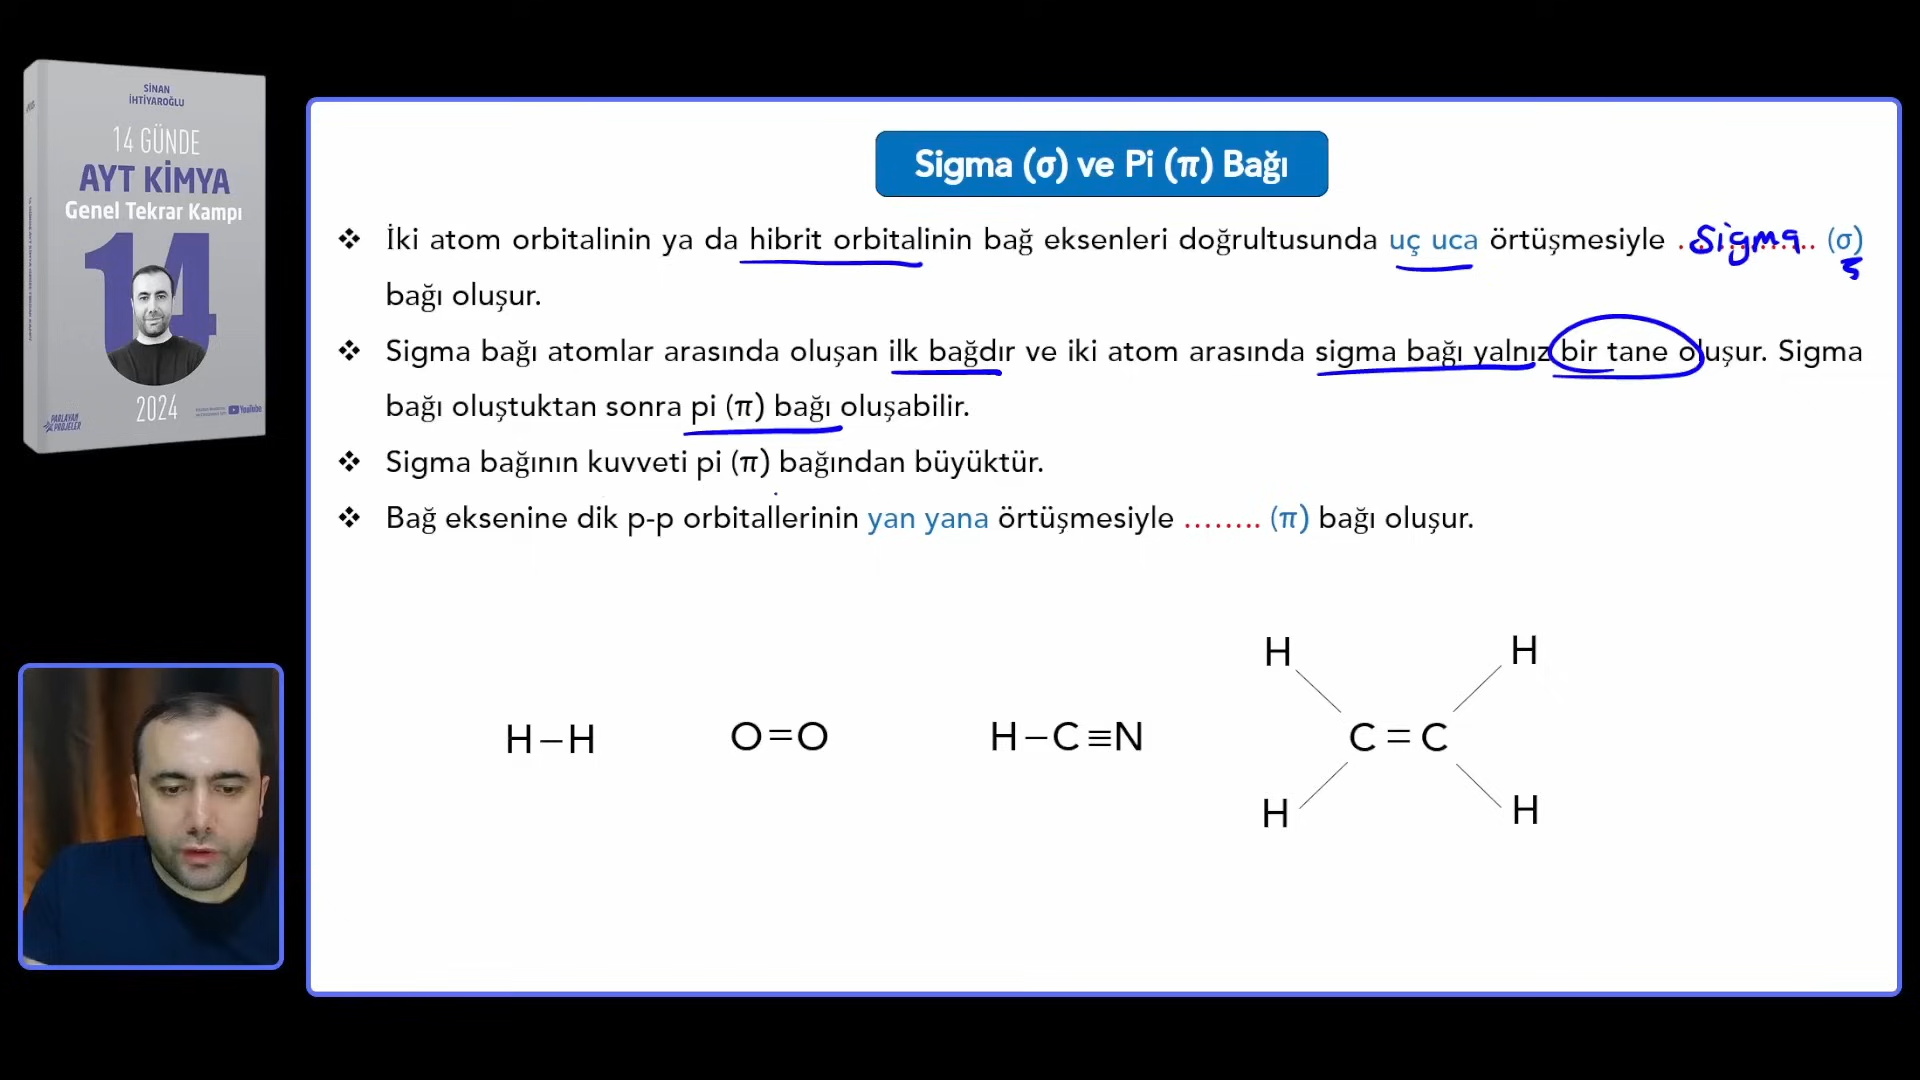 SİNAN
İHTİYAROĞLU
14 GÜNDE
AYT KİMYA
Genel Tekrar Kampı
14
2024
PARLAYAN
PROJELER
YouTube
Sigma (σ) ve Pi (π) Bağı
❖ İki atom orbitalinin ya da hibrit orbitalinin bağ eksenleri doğrultusunda uç uca örtüşmesiyle Sigma (σ)
bağı oluşur.
❖ Sigma bağı atomlar arasında oluşan ilk bağdır ve iki atom arasında sigma bağı yalnız bir tane oluşur. Sigma
bağı oluştuktan sonra pi (π) bağı oluşabilir.
❖ Sigma bağının kuvveti pi (π) bağından büyüktür.
❖ Bağ eksenine dik p-p orbitallerinin yan yana örtüşmesiyle ........ (π) bağı oluşur.
H H
H–H O=O H–C≡N C=C
H H